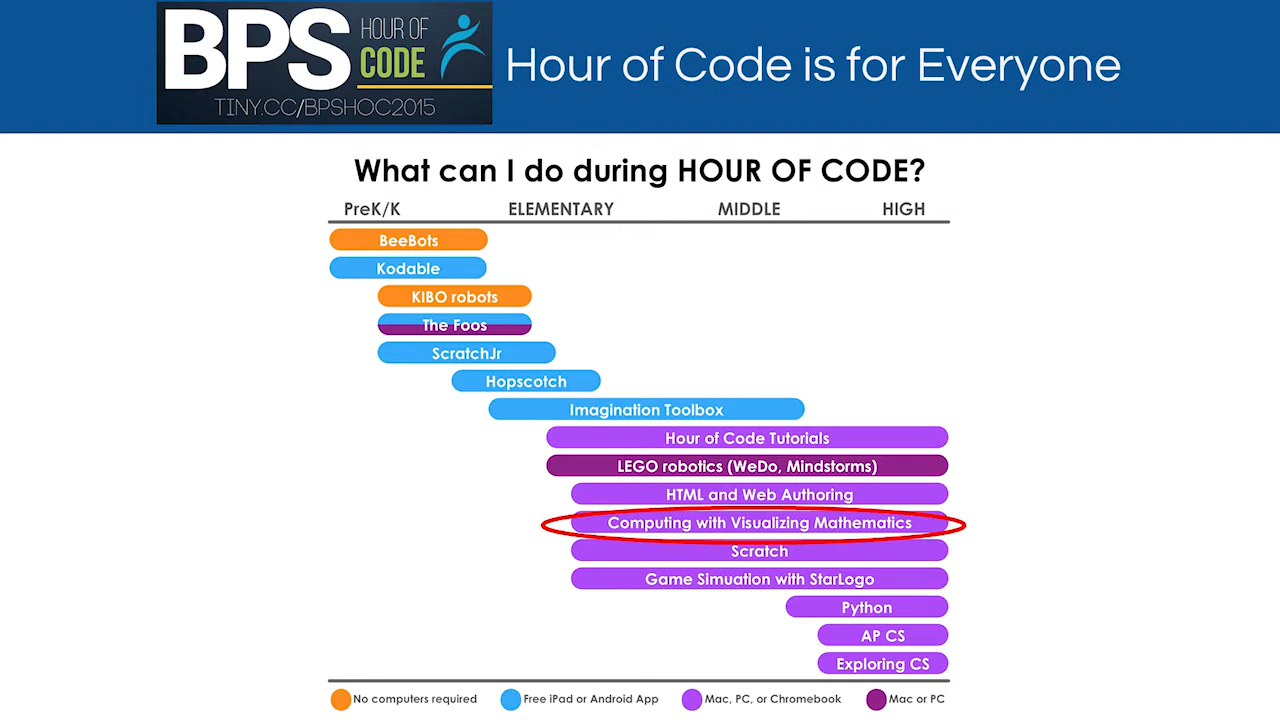 BPS HOUR OF CODE
TINY.CC/BPSHOC2015
Hour of Code is for Everyone
What can I do during HOUR OF CODE?
PreK/K ELEMENTARY MIDDLE HIGH
BeeBots
Kodable
KIBO robots
The Foos
ScratchJr
Hopscotch
Imagination Toolbox
Hour of Code Tutorials
LEGO robotics (WeDo, Mindstorms)
HTML and Web Authoring
Computing with Visualizing Mathematics
Scratch
Game Simuation with StarLogo
Python
AP CS
Exploring CS
No computers required Free iPad or Android App Mac, PC, or Chromebook Mac or PC